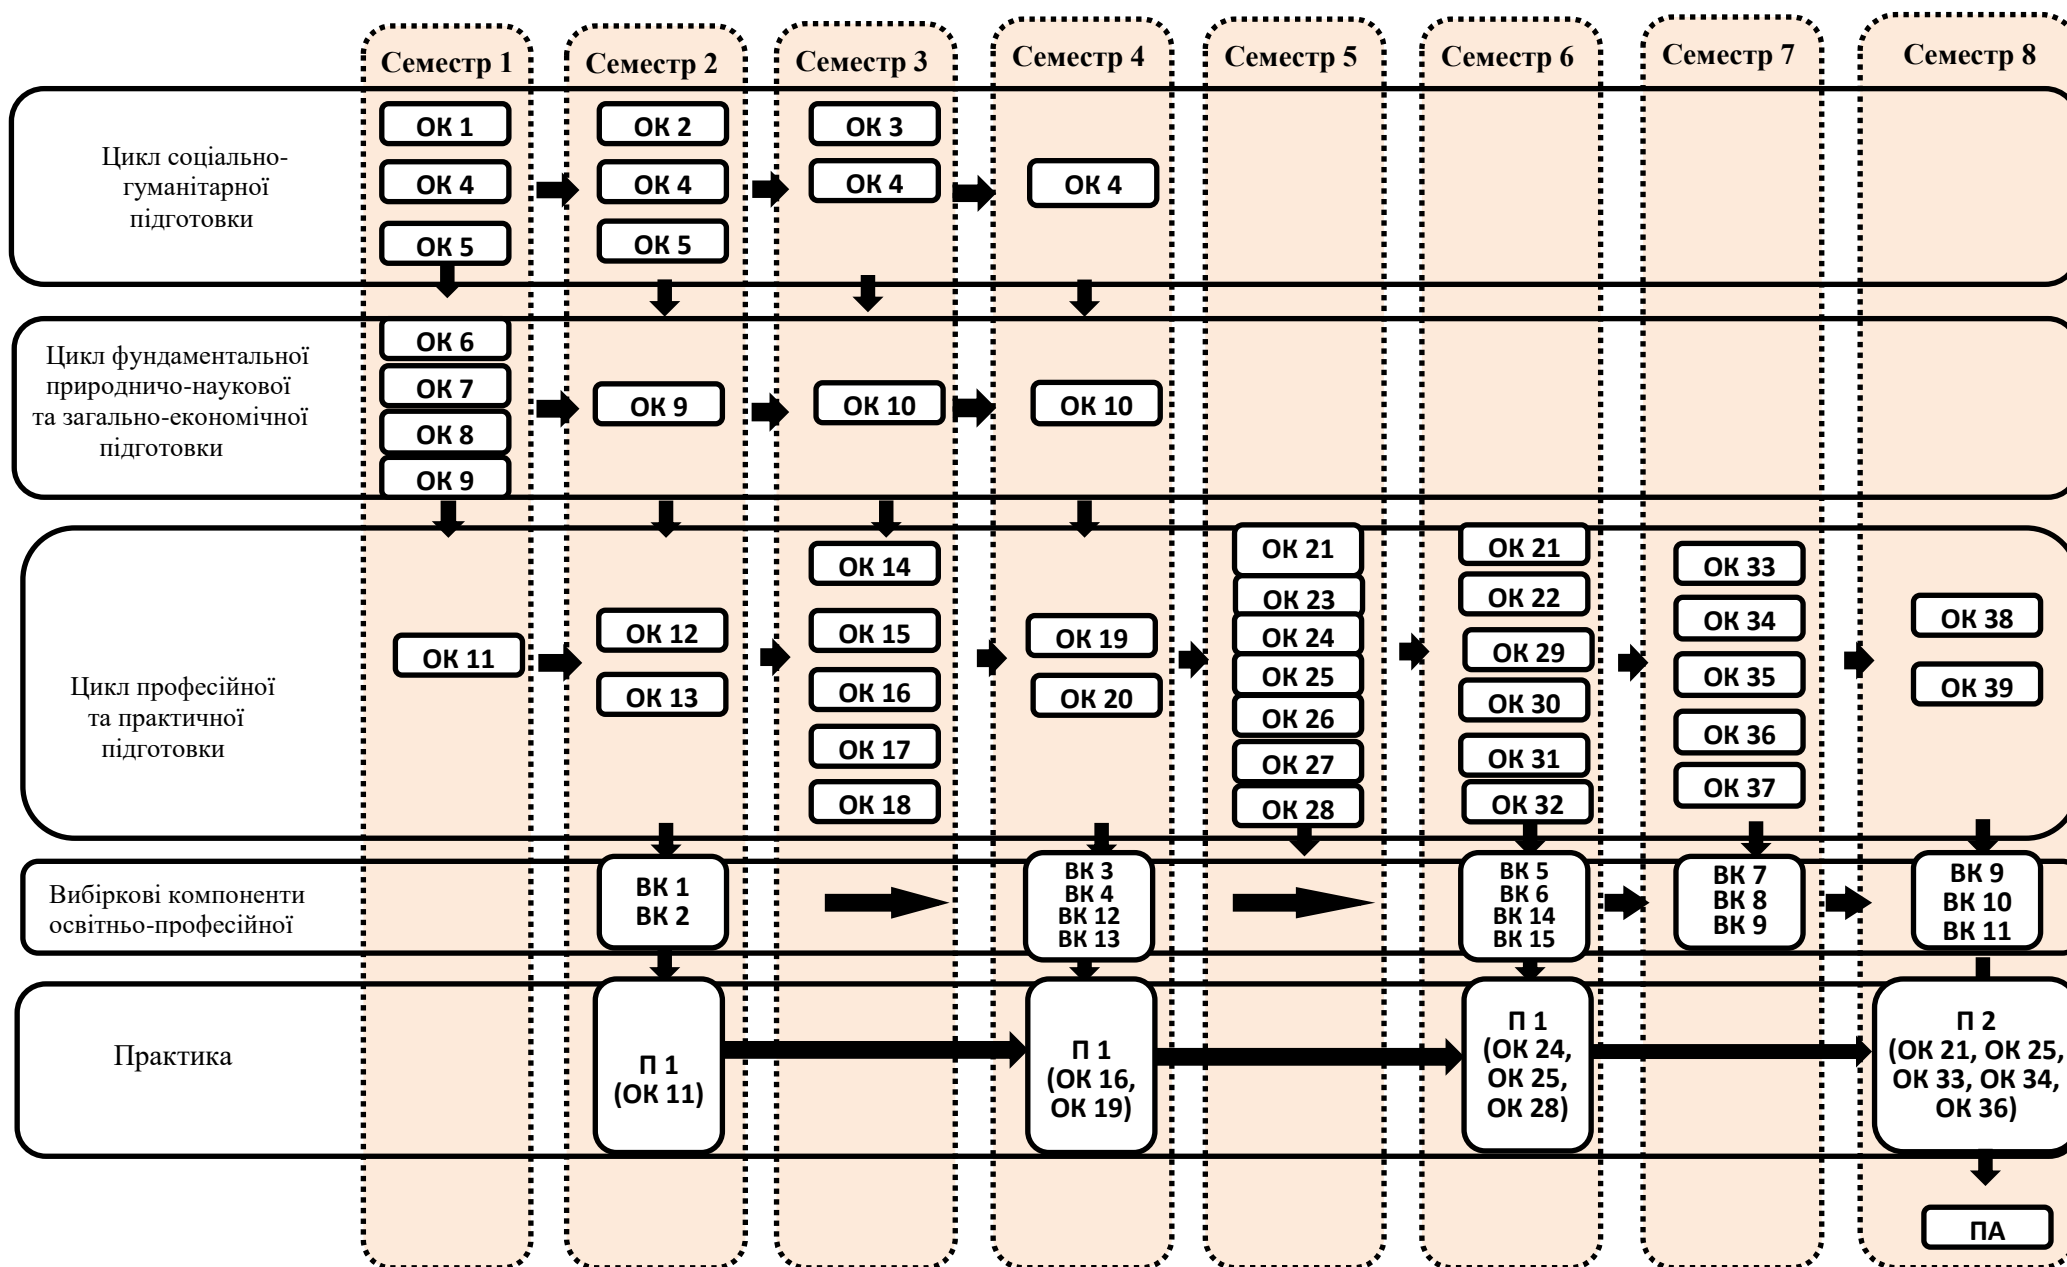 Семестр 1
Семестр 2
Семестр 3
Семестр 4
Семестр 5
Семестр 6
Семестр 7
Семестр 8
Цикл соціально-
гуманітарної
підготовки
ОК 1
ОК 4
ОК 5
ОК 2
ОК 4
ОК 5
ОК 3
ОК 4
ОК 4
Цикл фундаментальної
природничо-наукової
та загально-економічної
підготовки
ОК 6
ОК 7
ОК 8
ОК 9
ОК 9
ОК 10
ОК 10
Цикл професійної
та практичної
підготовки
ОК 11
ОК 12
ОК 13
ОК 14
ОК 15
ОК 16
ОК 17
ОК 18
ОК 19
ОК 20
ОК 21
ОК 23
ОК 24
ОК 25
ОК 26
ОК 27
ОК 28
ОК 21
ОК 22
ОК 29
ОК 30
ОК 31
ОК 32
ОК 33
ОК 34
ОК 35
ОК 36
ОК 37
ОК 38
ОК 39
Вибіркові компоненти
освітньо-професійної
ВК 1
ВК 2
ВК 3
ВК 4
ВК 12
ВК 13
ВК 5
ВК 6
ВК 14
ВК 15
ВК 7
ВК 8
ВК 9
ВК 9
ВК 10
ВК 11
Практика
П 1
(ОК 11)
П 1
(ОК 16,
ОК 19)
П 1
(ОК 24,
ОК 25,
ОК 28)
П 2
(ОК 21, ОК 25,
ОК 33, ОК 34,
ОК 36)
ПА